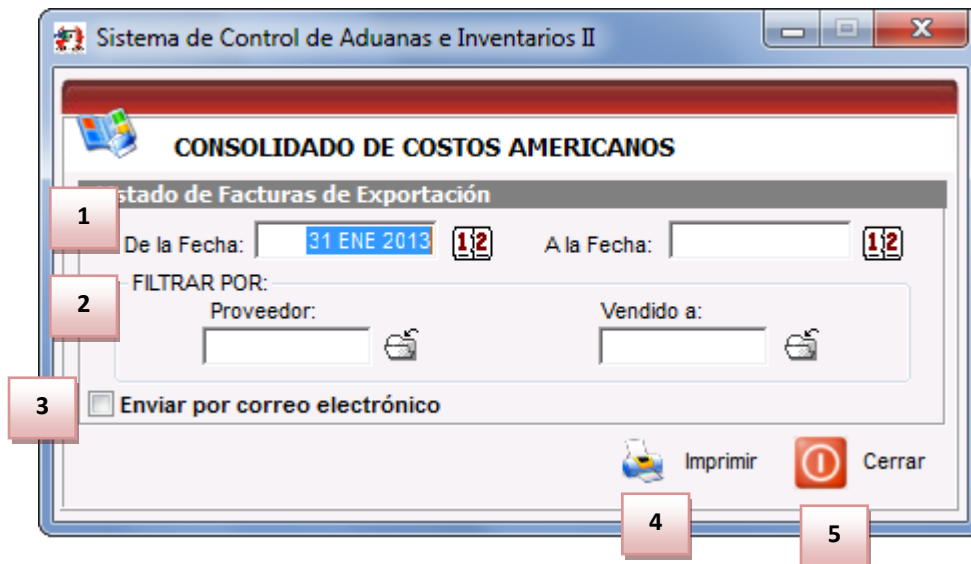 Sistema de Control de Aduanas e Inventarios II
CONSOLIDADO DE COSTOS AMERICANOS
stado de Facturas de Exportación
1
De la Fecha: 31 ENE 2013 12 A la Fecha: 12
2
FILTRAR POR:
Proveedor: Vendido a:
3
Enviar por correo electrónico
Imprimir Cerrar
4 5